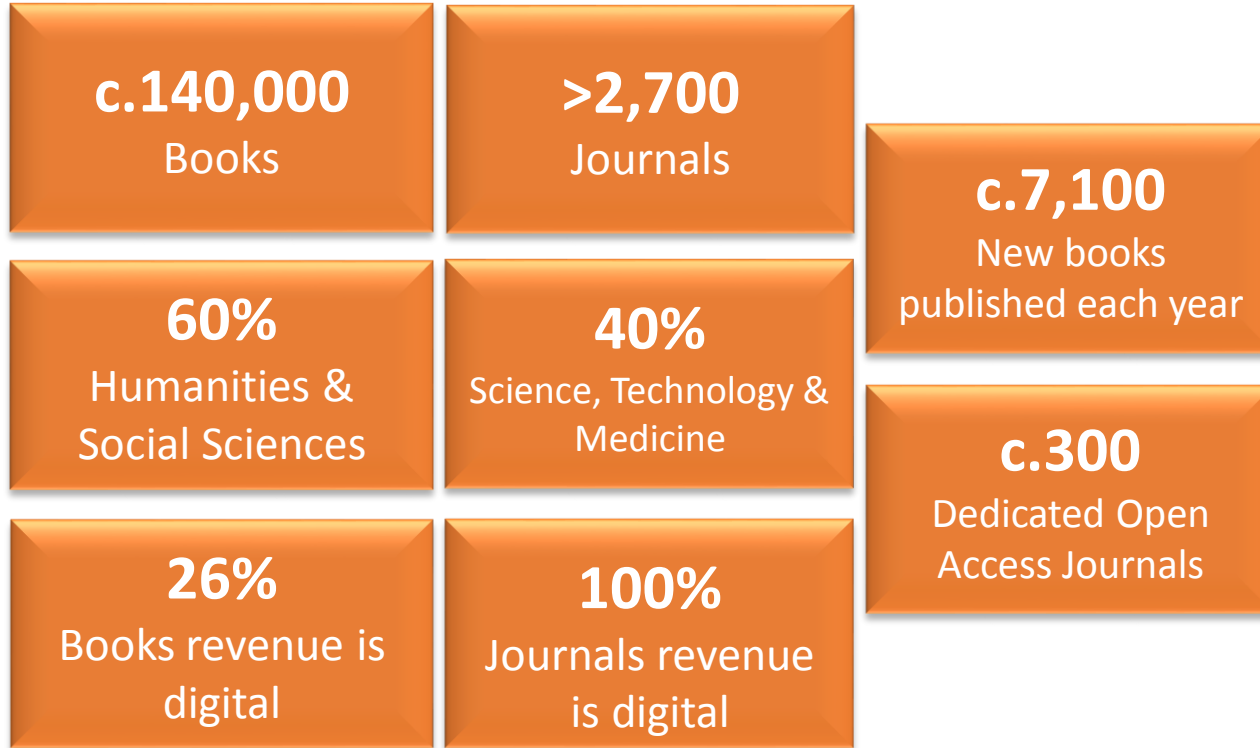 c.140,000
Books
>2,700
Journals
c.7,100
New books
published each year
60%
Humanities &
Social Sciences
40%
Science, Technology &
Medicine
c.300
Dedicated Open
Access Journals
26%
Books revenue is
digital
100%
Journals revenue
is digital